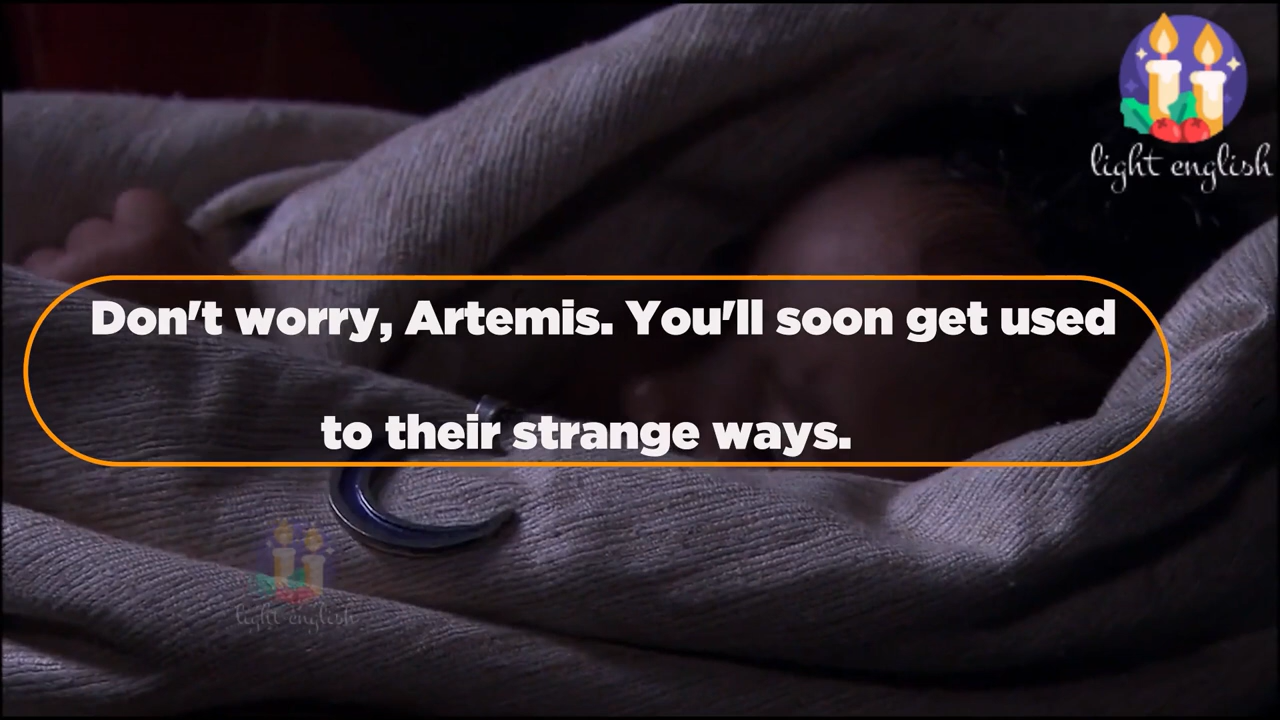 light english
Don't worry, Artemis. You'll soon get used
to their strange ways.
light english